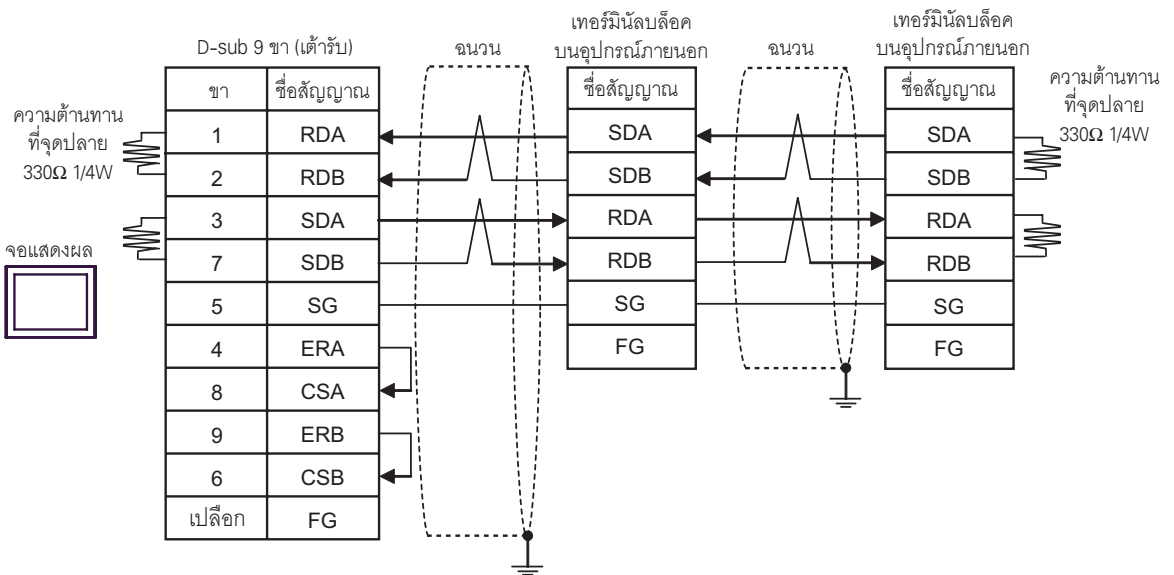 เทอร์มินัลบล็อค
บนอุปกรณ์ภายนอก
เทอร์มินัลบล็อค
บนอุปกรณ์ภายนอก
D-sub 9 ขา (เต้ารับ)
ฉนวน
ฉนวน
ความต้านทาน
ที่จุดปลาย
330Ω 1/4W
จอแสดงผล
ขา ชื่อสัญญาณ
1 RDA
2 RDB
3 SDA
7 SDB
5 SG
4 ERA
8 CSA
9 ERB
6 CSB
เปลือก FG
ชื่อสัญญาณ
SDA
SDB
RDA
RDB
SG
FG
ชื่อสัญญาณ
SDA
SDB
RDA
RDB
SG
FG
ความต้านทาน
ที่จุดปลาย
330Ω 1/4W